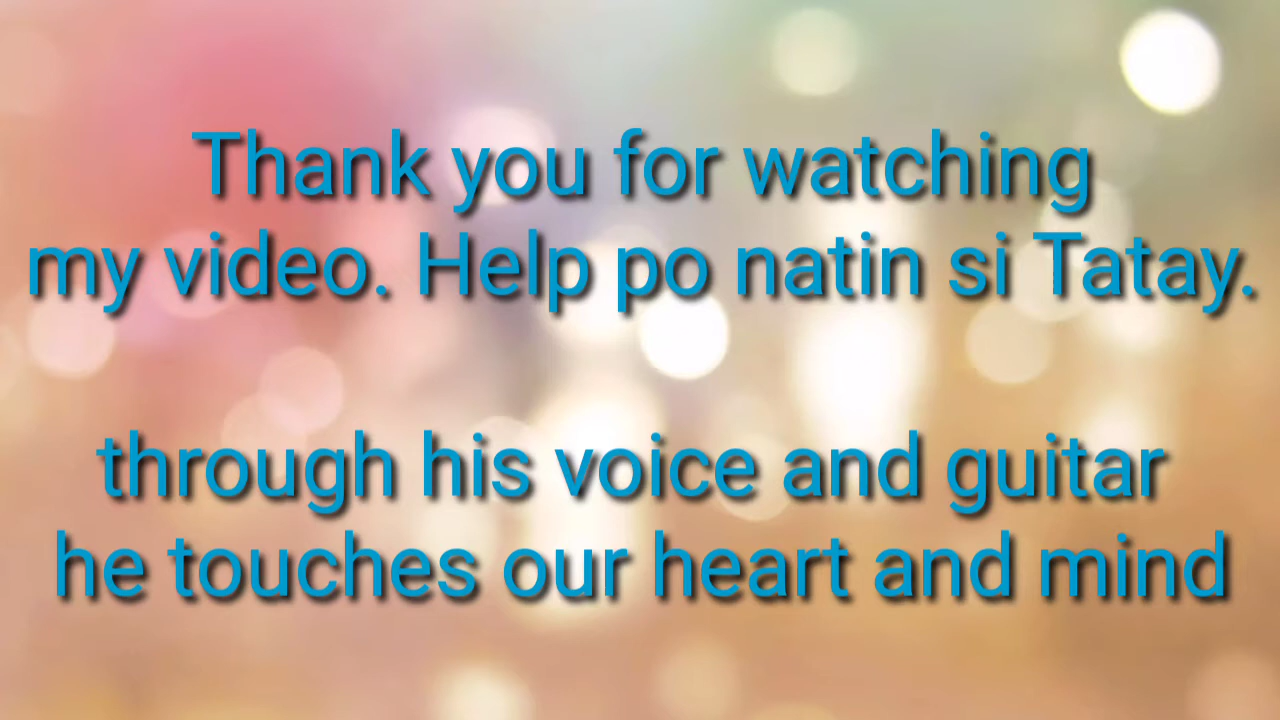 Thank you for watching
my video. Help po natin si Tatay.
through his voice and guitar
he touches our heart and mind